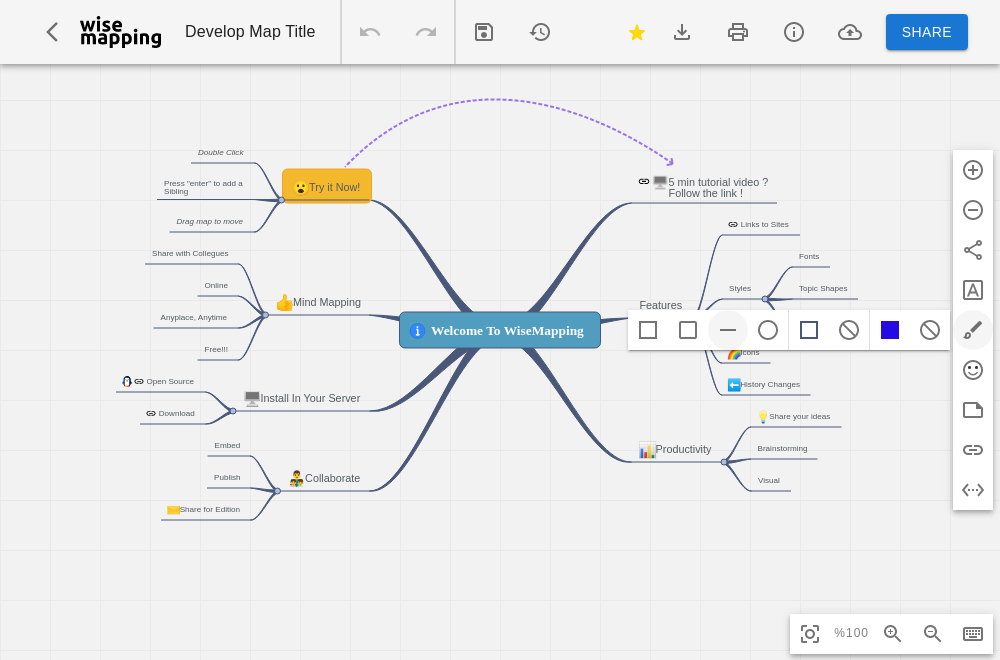 wise
mapping
Develop Map Title
SHARE
Double Click
Press "enter" to add a
Sibling
Drag map to move
Try it Now!
5 min tutorial video ?
Follow the link !
Links to Sites
Fonts
Styles
Topic Shapes
Features
Icons
History Changes
Share with Collegues
Online
Anyplace, Anytime
Free!!!
Mind Mapping
Welcome To WiseMapping
Open Source
Download
Install In Your Server
Embed
Publish
Share for Edition
Collaborate
Share your ideas
Brainstorming
Visual
Productivity
A
%100